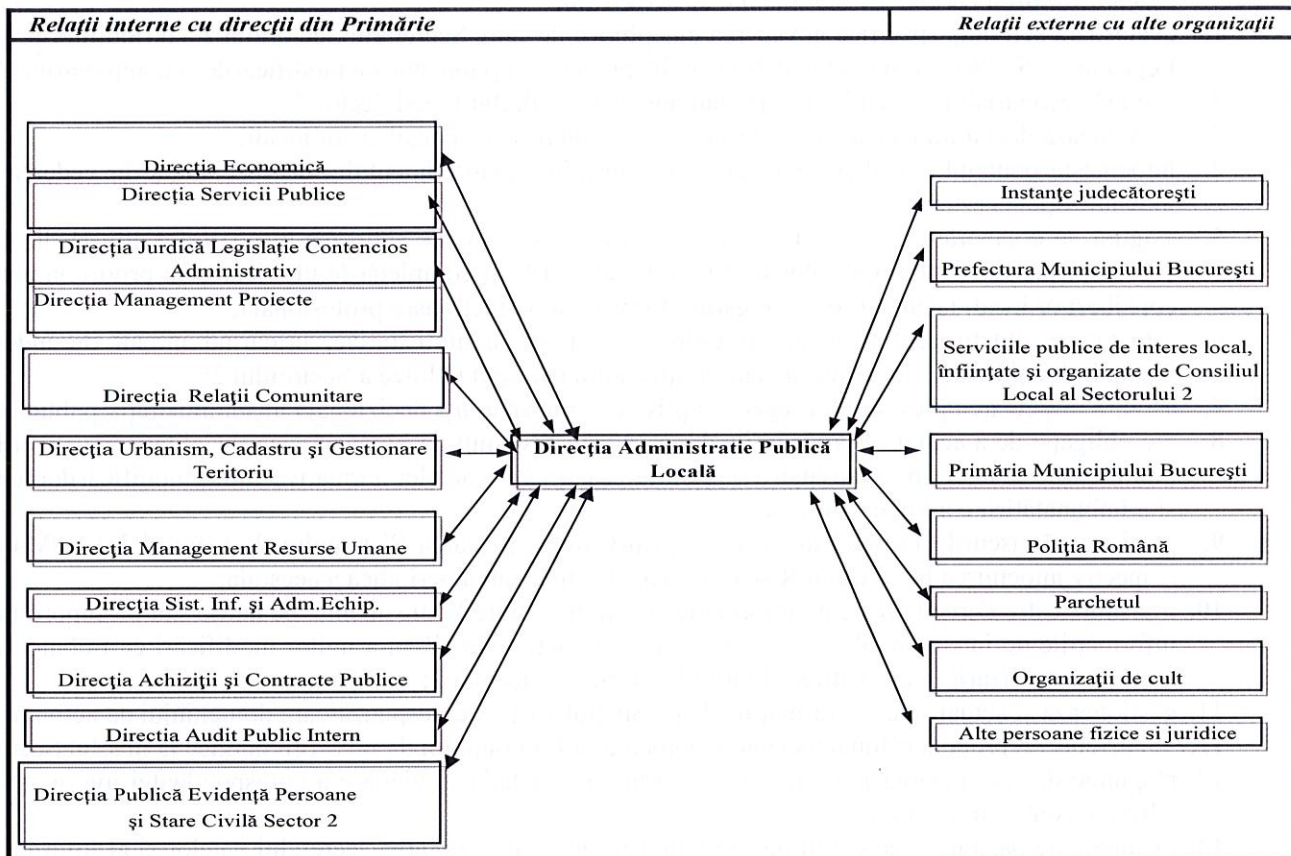 Relaţii interne cu direcţii din Primărie
Relaţii externe cu alte organizaţii
Direcţia Economică
Direcţia Servicii Publice
Direcţia Jurdică Legislaţie Contencios
Administrativ
Direcţia Management Proiecte
Direcţia Relaţii Comunitare
Direcţia Urbanism, Cadastru şi Gestionare
Teritoriu
Direcţia Management Resurse Umane
Direcţia Sist. Inf. şi Adm.Echip.
Direcţia Achiziţii şi Contracte Publice
Directia Audit Public Intern
Direcţia Publică Evidenţă Persoane
şi Stare Civilă Sector 2
Direcţia Administratie Publică
Locală
Instanţe judecătoreşti
Prefectura Municipiului Bucureşti
Serviciile publice de interes local,
înfiinţate şi organizate de Consiliul
Local al Sectorului 2
Primăria Municipiului Bucureşti
Poliţia Română
Parchetul
Organizaţii de cult
Alte persoane fizice si juridice